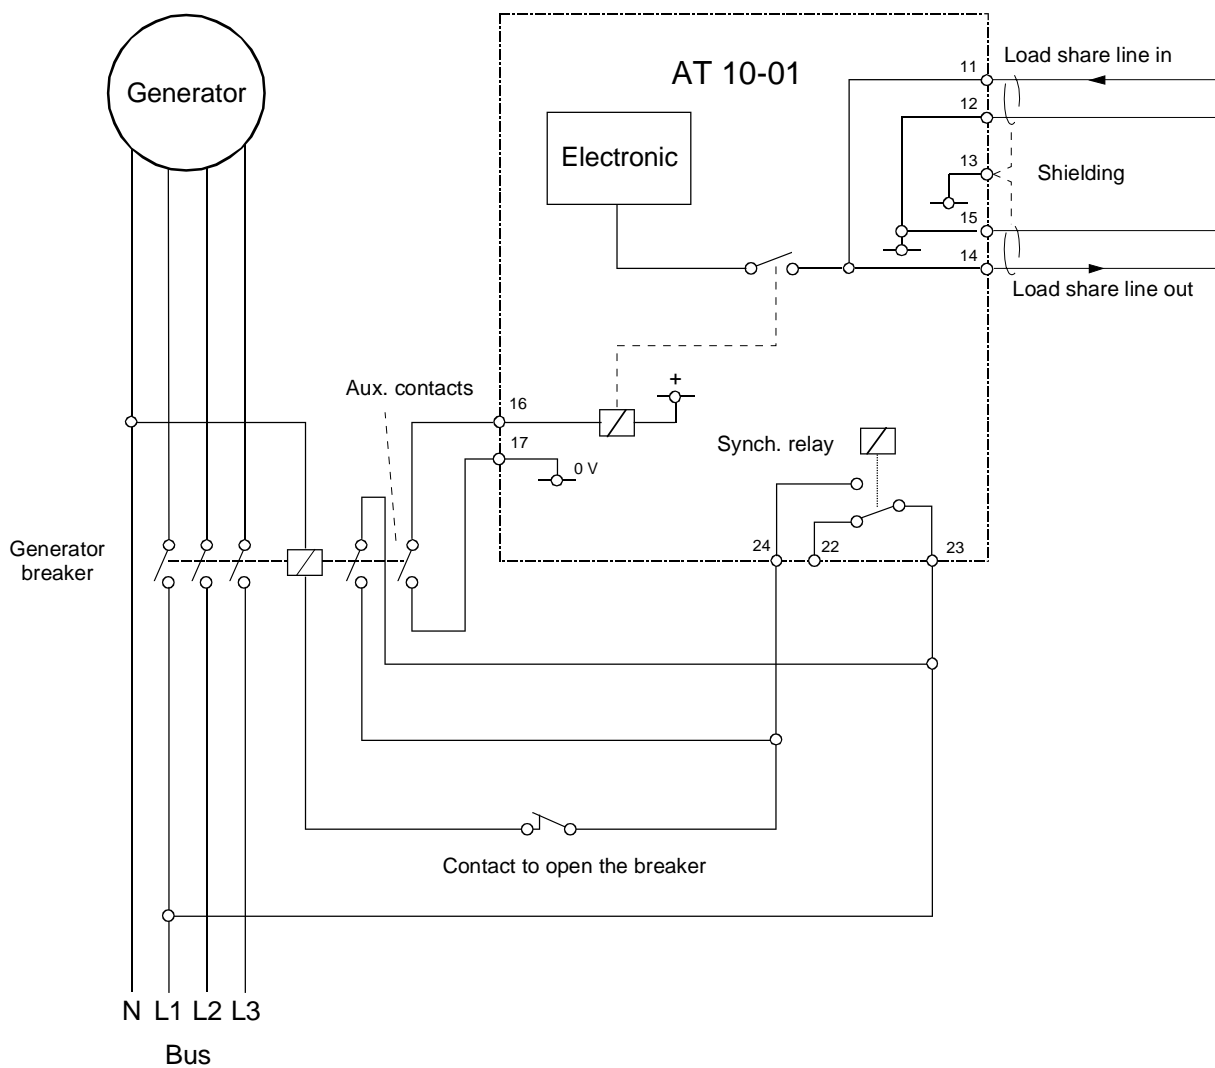 Generator
AT 10-01
Load share line in
11
12
Electronic
13
Shielding
15
14
Load share line out
+
Aux. contacts
16
17
0 V
Synch. relay
Generator
breaker
24
22
23
Contact to open the breaker
N L1 L2 L3
Bus